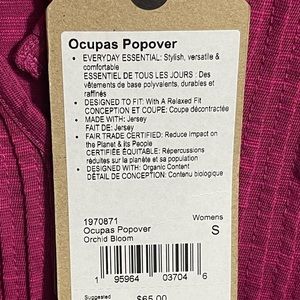 Ocupas Popover
• EVERYDAY ESSENTIAL: Stylish, versatile &
comfortable
ESSENTIEL DE TOUS LES JOURS : Des
vêtements de base polyvalents, durables et
raffinés
• DESIGNED TO FIT: With A Relaxed Fit
CONCEPTION ET COUPE: Coupe décontractée
• MADE WITH: Jersey
FAIT DE: Jersey
• FAIR TRADE CERTIFIED: Reduce Impact on
the Planet & its People
CERTIFIÉE ÉQUITABLE: Répercussions
réduites sur la planète et sa population
• DESIGNED WITH: Organic Content
DÉTAIL DE CONCEPTION: Contenu biologique
1970871 Womens
Ocupas Popover S
Orchid Bloom
1 95964 03704 6
Suggested $65.00